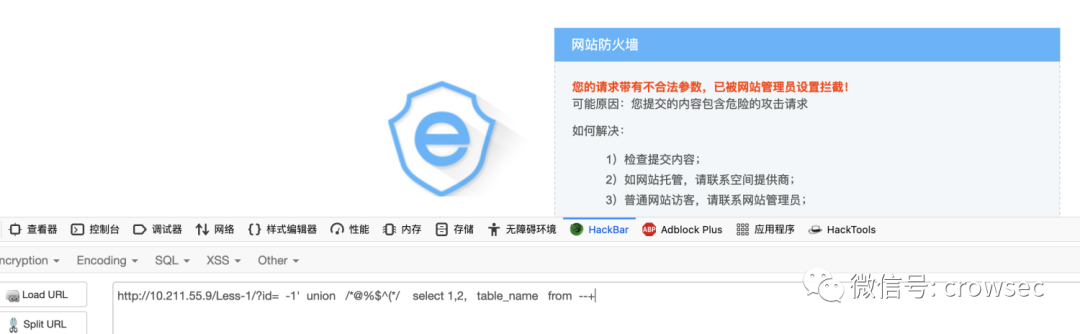 网站防火墙
您的请求带有不合法参数，已被网站管理员设置拦截！
可能原因：您提交的内容包含危险的攻击请求
如何解决：
1）检查提交内容；
2）如网站托管，请联系空间提供商；
3）普通网站访客，请联系网站管理员；
查看器 控制台 调试器 网络 {} 样式编辑器 性能 内存 存储 无障碍环境 HackBar ABP Adblock Plus 应用程序 HackTools
ncryption Encoding SQL XSS Other
Load URL
http://10.211.55.9/Less-1/?id= -1' union /*@%$^(*/ select 1,2, table_name from --+
Split URL
微信号: crowsec